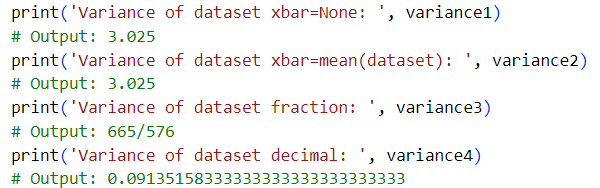 print('Variance of dataset xbar=None: ', variance1)
# Output: 3.025
print('Variance of dataset xbar=mean(dataset): ', variance2)
# Output: 3.025
print('Variance of dataset fraction: ', variance3)
# Output: 665/576
print('Variance of dataset decimal: ', variance4)
# Output: 0.09135158333333333333333333333